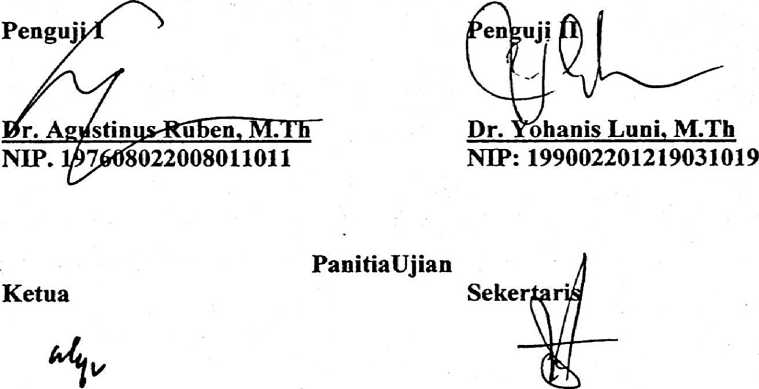 Penguji I
Penguji II
Dr. Agustinus Ruben, M.Th
Dr. Yohanis Luni, M.Th
NIP. 197608022008011011
NIP: 199002201219031019
PanitiaUjian
Ketua
Sekertaris